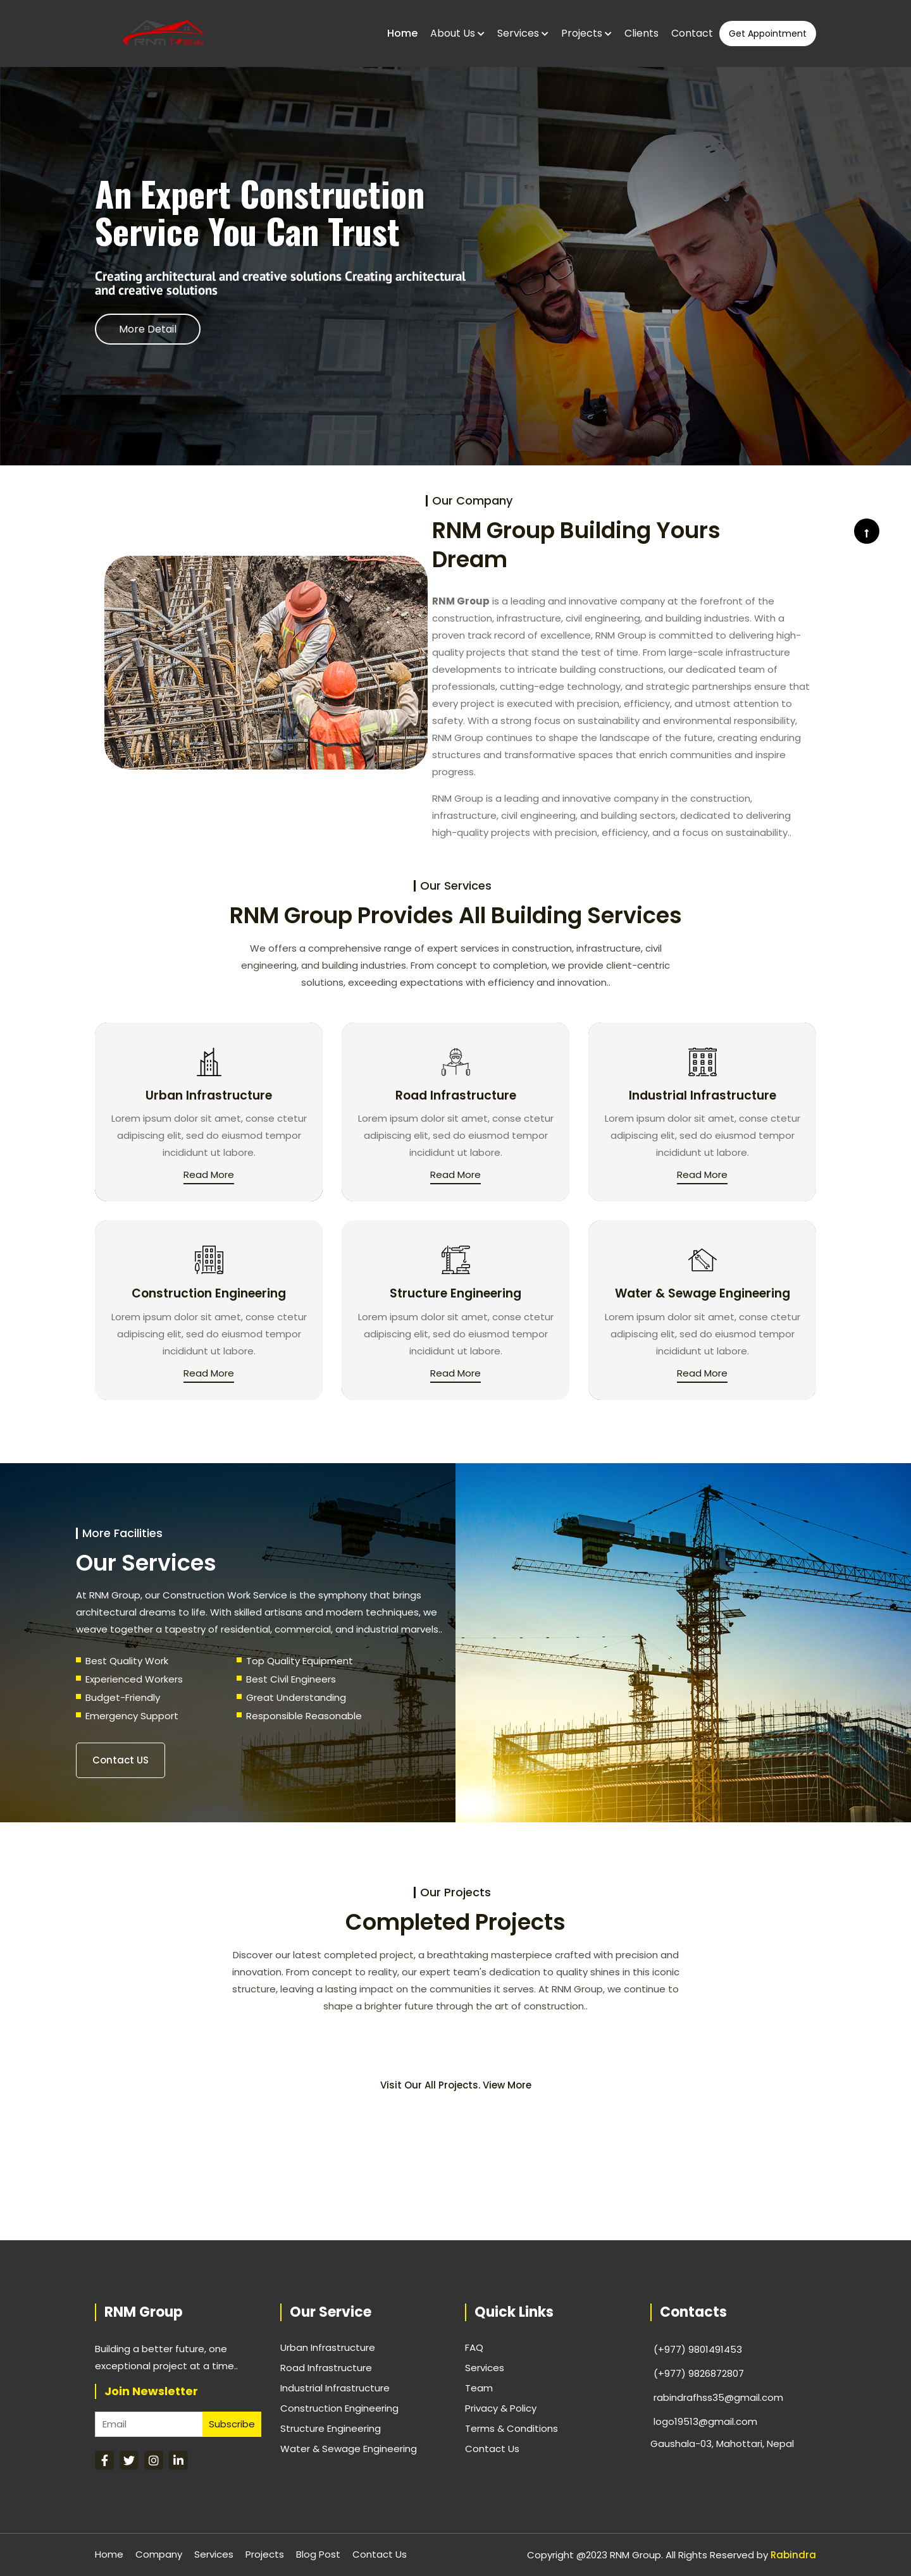 RNM
Home About Us Services Projects Clients Contact Get Appointment
An Expert Construction
Service You Can Trust
Creating architectural and creative solutions Creating architectural
and creative solutions
More Detail
Our Company
RNM Group Building Yours
Dream
RNM Group is a leading and innovative company at the forefront of the
construction, infrastructure, civil engineering, and building industries. With a
proven track record of excellence, RNM Group is committed to delivering high-
quality projects that stand the test of time. From large-scale infrastructure
developments to intricate building constructions, our dedicated team of
professionals, cutting-edge technology, and strategic partnerships ensure that
every project is executed with precision, efficiency, and utmost attention to
safety. With a strong focus on sustainability and environmental responsibility,
RNM Group continues to shape the landscape of the future, creating enduring
structures and transformative spaces that enrich communities and inspire
progress.
RNM Group is a leading and innovative company in the construction,
infrastructure, civil engineering, and building sectors, dedicated to delivering
high-quality projects with precision, efficiency, and a focus on sustainability..
Our Services
RNM Group Provides All Building Services
We offers a comprehensive range of expert services in construction, infrastructure, civil
engineering, and building industries. From concept to completion, we provide client-centric
solutions, exceeding expectations with efficiency and innovation..
Urban Infrastructure
Lorem ipsum dolor sit amet, conse ctetur
adipiscing elit, sed do eiusmod tempor
incididunt ut labore.
Read More
Road Infrastructure
Lorem ipsum dolor sit amet, conse ctetur
adipiscing elit, sed do eiusmod tempor
incididunt ut labore.
Read More
Industrial Infrastructure
Lorem ipsum dolor sit amet, conse ctetur
adipiscing elit, sed do eiusmod tempor
incididunt ut labore.
Read More
Construction Engineering
Lorem ipsum dolor sit amet, conse ctetur
adipiscing elit, sed do eiusmod tempor
incididunt ut labore.
Read More
Structure Engineering
Lorem ipsum dolor sit amet, conse ctetur
adipiscing elit, sed do eiusmod tempor
incididunt ut labore.
Read More
Water & Sewage Engineering
Lorem ipsum dolor sit amet, conse ctetur
adipiscing elit, sed do eiusmod tempor
incididunt ut labore.
Read More
More Facilities
Our Services
At RNM Group, our Construction Work Service is the symphony that brings
architectural dreams to life. With skilled artisans and modern techniques, we
weave together a tapestry of residential, commercial, and industrial marvels..
Best Quality Work
Experienced Workers
Budget-Friendly
Emergency Support
Top Quality Equipment
Best Civil Engineers
Great Understanding
Responsible Reasonable
Contact US
Our Projects
Completed Projects
Discover our latest completed project, a breathtaking masterpiece crafted with precision and
innovation. From concept to reality, our expert team's dedication to quality shines in this iconic
structure, leaving a lasting impact on the communities it serves. At RNM Group, we continue to
shape a brighter future through the art of construction..
Visit Our All Projects. View More
RNM Group
Building a better future, one
exceptional project at a time..
Join Newsletter
Email Subscribe
Our Service
Urban Infrastructure
Road Infrastructure
Industrial Infrastructure
Construction Engineering
Structure Engineering
Water & Sewage Engineering
Quick Links
FAQ
Services
Team
Privacy & Policy
Terms & Conditions
Contact Us
Contacts
(+977) 9801491453
(+977) 9826872807
rabindrafhss35@gmail.com
logo19513@gmail.com
Gaushala-03, Mahottari, Nepal
Home Company Services Projects Blog Post Contact Us
Copyright @2023 RNM Group. All Rights Reserved by Rabindra